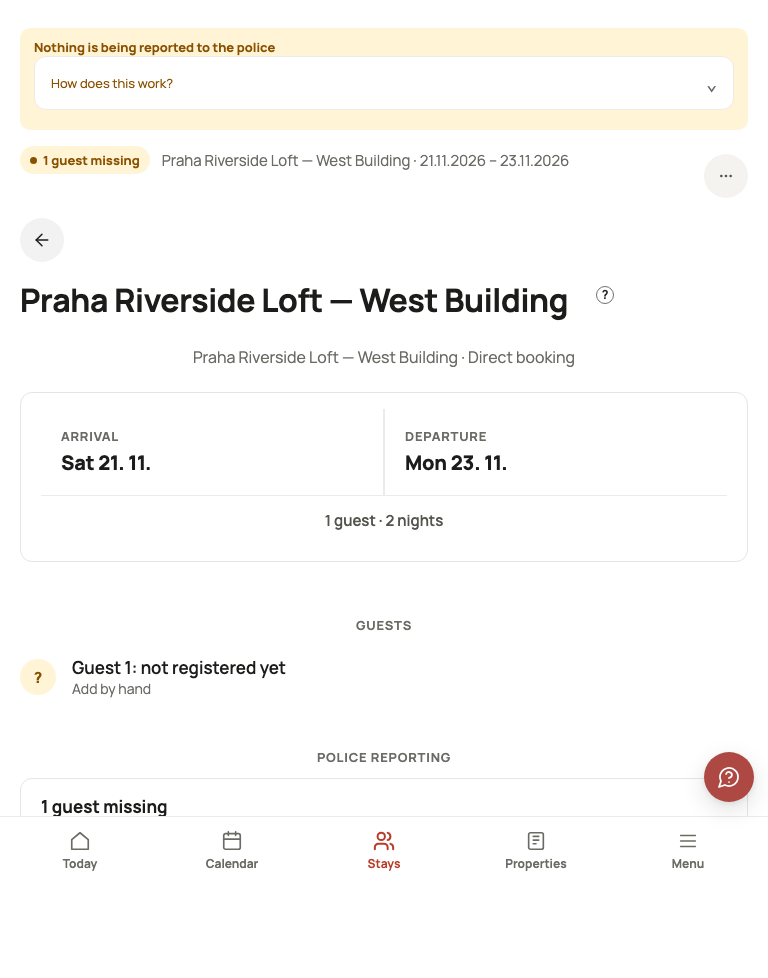 Nothing is being reported to the police
How does this work?
1 guest missing
Praha Riverside Loft — West Building · 21.11.2026 – 23.11.2026
Praha Riverside Loft — West Building
?
Praha Riverside Loft — West Building · Direct booking
ARRIVAL
Sat 21. 11.
DEPARTURE
Mon 23. 11.
1 guest · 2 nights
GUESTS
?
Guest 1: not registered yet
Add by hand
POLICE REPORTING
1 guest missing
Today
Calendar
Stays
Properties
Menu